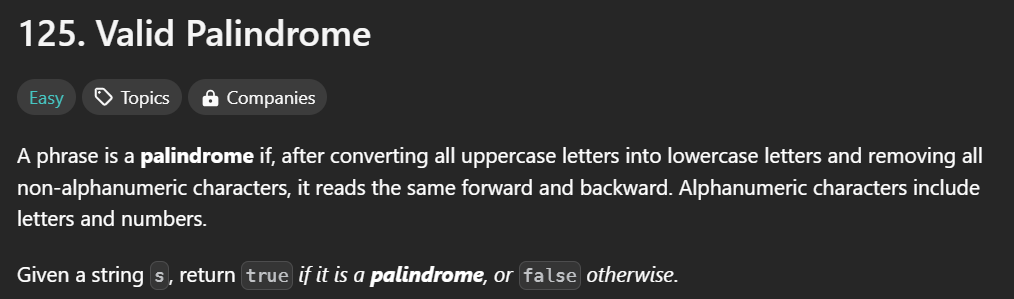 125. Valid Palindrome
Easy Topics Companies
A phrase is a palindrome if, after converting all uppercase letters into lowercase letters and removing all
non-alphanumeric characters, it reads the same forward and backward. Alphanumeric characters include
letters and numbers.
Given a string s, return true if it is a palindrome, or false otherwise.